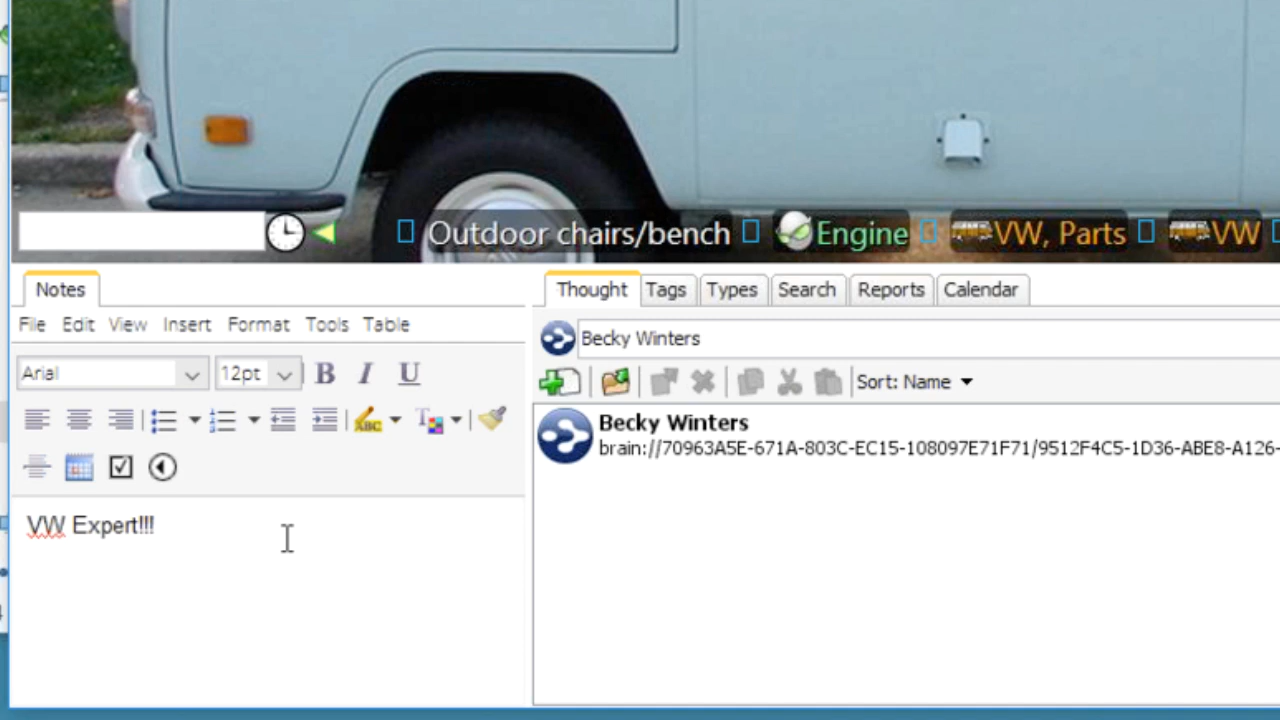 Outdoor chairs/bench Engine VW, Parts VW
Notes
Thought Tags Types Search Reports Calendar
File Edit View Insert Format Tools Table
Becky Winters
Arial 12pt B I U
Sort: Name
ABC T
Becky Winters
brain://70963A5E-671A-803C-EC15-108097E71F71/9512F4C5-1D36-ABE8-A126-
VW Expert!!!